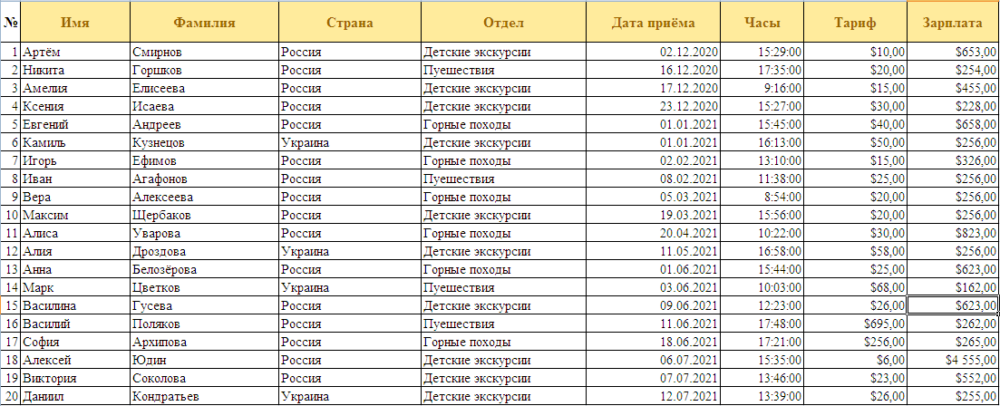 № Имя Фамилия Страна Отдел Дата приёма Часы Тариф Зарплата
1 Артём Смирнов Россия Детские экскурсии 02.12.2020 15:29:00 $10,00 $653,00
2 Никита Горшков Россия Пуешествия 16.12.2020 17:35:00 $20,00 $254,00
3 Амелия Елисеева Россия Детские экскурсии 17.12.2020 9:16:00 $15,00 $455,00
4 Ксения Исаева Россия Детские экскурсии 23.12.2020 15:27:00 $30,00 $228,00
5 Евгений Андреев Россия Горные походы 01.01.2021 15:45:00 $40,00 $658,00
6 Камиль Кузнецов Украина Детские экскурсии 01.01.2021 16:13:00 $50,00 $256,00
7 Игорь Ефимов Россия Горные походы 02.02.2021 13:10:00 $15,00 $326,00
8 Иван Агафонов Россия Пуешествия 08.02.2021 11:38:00 $25,00 $256,00
9 Вера Алексеева Россия Горные походы 05.03.2021 8:54:00 $20,00 $256,00
10 Максим Щербаков Россия Детские экскурсии 19.03.2021 15:56:00 $20,00 $256,00
11 Алиса Уварова Россия Горные походы 20.04.2021 10:22:00 $30,00 $823,00
12 Алия Дроздова Украина Детские экскурсии 11.05.2021 16:58:00 $58,00 $256,00
13 Анна Белозёрова Россия Горные походы 01.06.2021 15:44:00 $25,00 $623,00
14 Марк Цветков Украина Пуешествия 03.06.2021 10:03:00 $68,00 $162,00
15 Василина Гусева Россия Детские экскурсии 09.06.2021 12:23:00 $26,00 $623,00
16 Василий Поляков Россия Пуешествия 11.06.2021 17:48:00 $695,00 $262,00
17 София Архипова Россия Горные походы 18.06.2021 17:21:00 $256,00 $265,00
18 Алексей Юдин Россия Детские экскурсии 06.07.2021 15:35:00 $6,00 $4 555,00
19 Виктория Соколова Россия Детские экскурсии 07.07.2021 13:46:00 $23,00 $552,00
20 Даниил Кондратьев Украина Детские экскурсии 12.07.2021 13:39:00 $26,00 $255,00